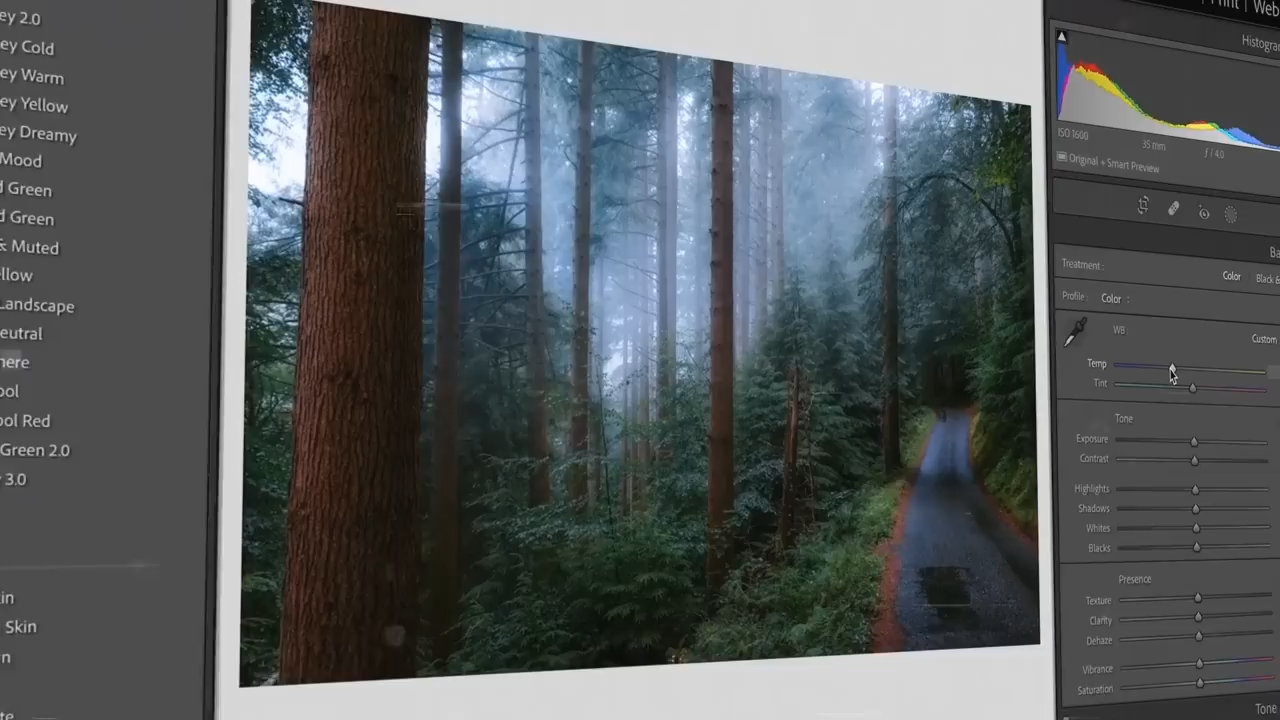 ey 2.0
ey Cold
ey Warm
ey Yellow
ey Dreamy
Mood
d Green
d Green
& Muted
llow
Landscape
eutral
here
ool
ool Red
Green 2.0
3.0
in
Skin
n
Print | Web
Histogra
ISO 1600 35 mm ƒ / 4.0
Original + Smart Preview
Ba
Treatment : Color Black &
Profile : Color :
WB Custom
Temp
Tint
Tone
Exposure
Contrast
Highlights
Shadows
Whites
Blacks
Presence
Texture
Clarity
Dehaze
Vibrance
Saturation
Tone